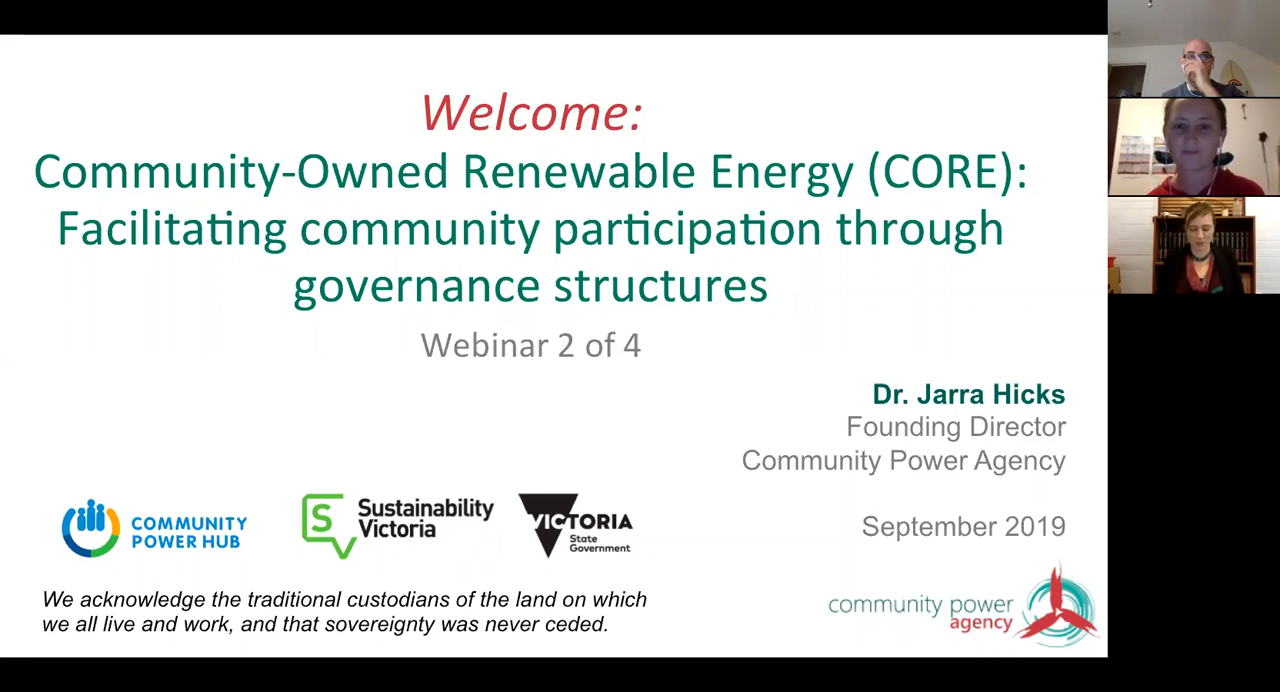 Welcome:
Community-Owned Renewable Energy (CORE):
Facilitating community participation through
governance structures
Webinar 2 of 4
Dr. Jarra Hicks
Founding Director
Community Power Agency
September 2019
COMMUNITY
POWER HUB
S
Sustainability
Victoria
VICTORIA
State
Government
We acknowledge the traditional custodians of the land on which
we all live and work, and that sovereignty was never ceded.
community power
agency